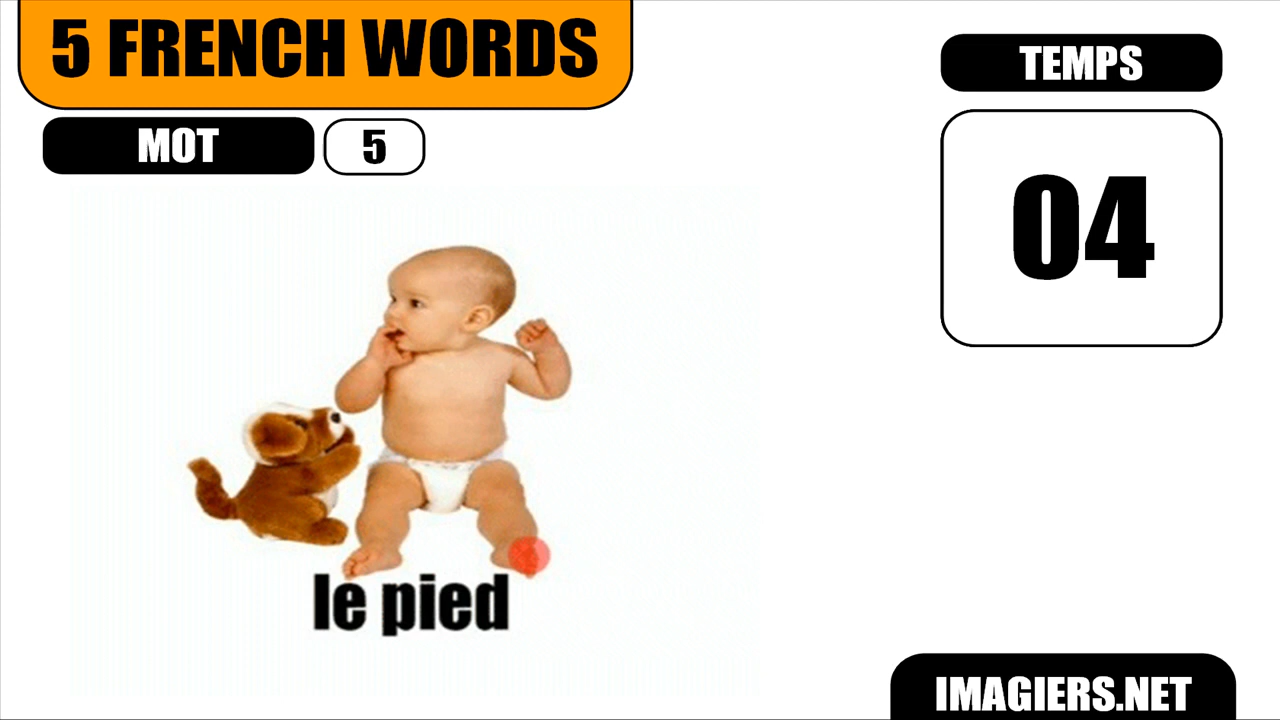 5 FRENCH WORDS
TEMPS
MOT 5
04
le pied
IMAGIERS.NET